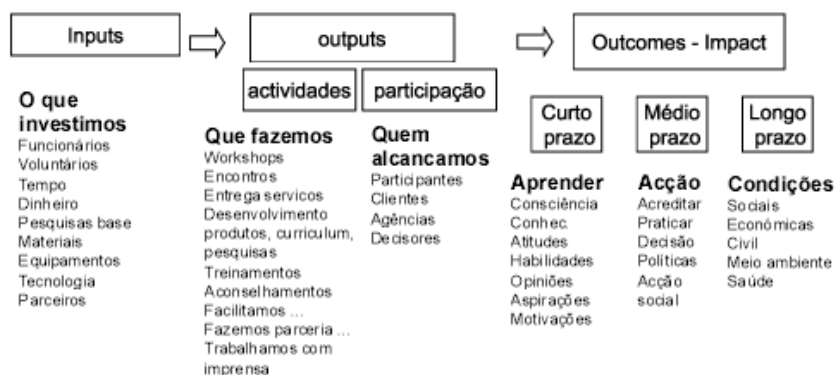 Inputs
outputs
Outcomes - Impact
actividades
participação
Curto
prazo
Médio
prazo
Longo
prazo
O que
investimos
Funcionários
Voluntários
Tempo
Dinheiro
Pesquisas base
Materiais
Equipamentos
Tecnologia
Parceiros
Que fazemos
Workshops
Encontros
Entrega servicos
Desenvolvimento
produtos, curriculum,
pesquisas
Treinamentos
Aconselhamentos
Facilitamos ...
Fazemos parceria ...
Trabalhamos com
imprensa
Quem
alcancamos
Participantes
Clientes
Agências
Decisores
Aprender
Consciência
Conhec.
Atitudes
Habilidades
Opiniões
Aspirações
Motivações
Acção
Acreditar
Praticar
Decisão
Políticas
Acção
social
Condições
Sociais
Económicas
Civil
Meio ambiente
Saúde